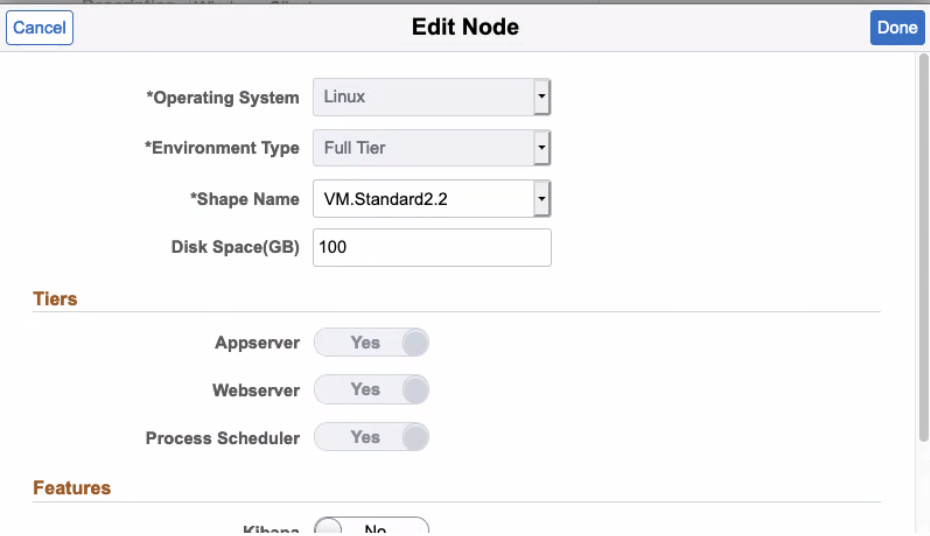 Cancel Edit Node Done
*Operating System Linux
*Environment Type Full Tier
*Shape Name VM.Standard2.2
Disk Space(GB) 100
Tiers
Appserver Yes
Webserver Yes
Process Scheduler Yes
Features
Kibana No